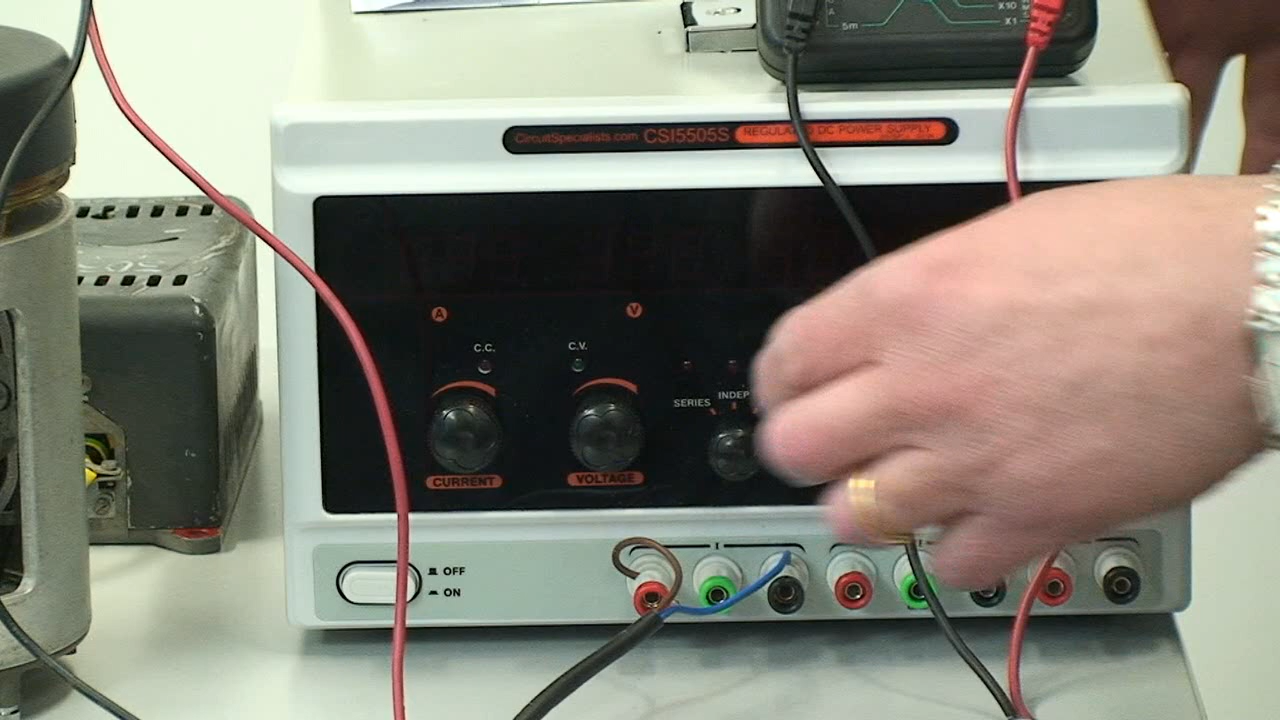 5m
X10
X1
CircuitSpecialists.com CSI5505S REGULATED DC POWER SUPPLY
A
V
C.C.
C.V.
SERIES
INDEP
CURRENT
VOLTAGE
OFF
ON